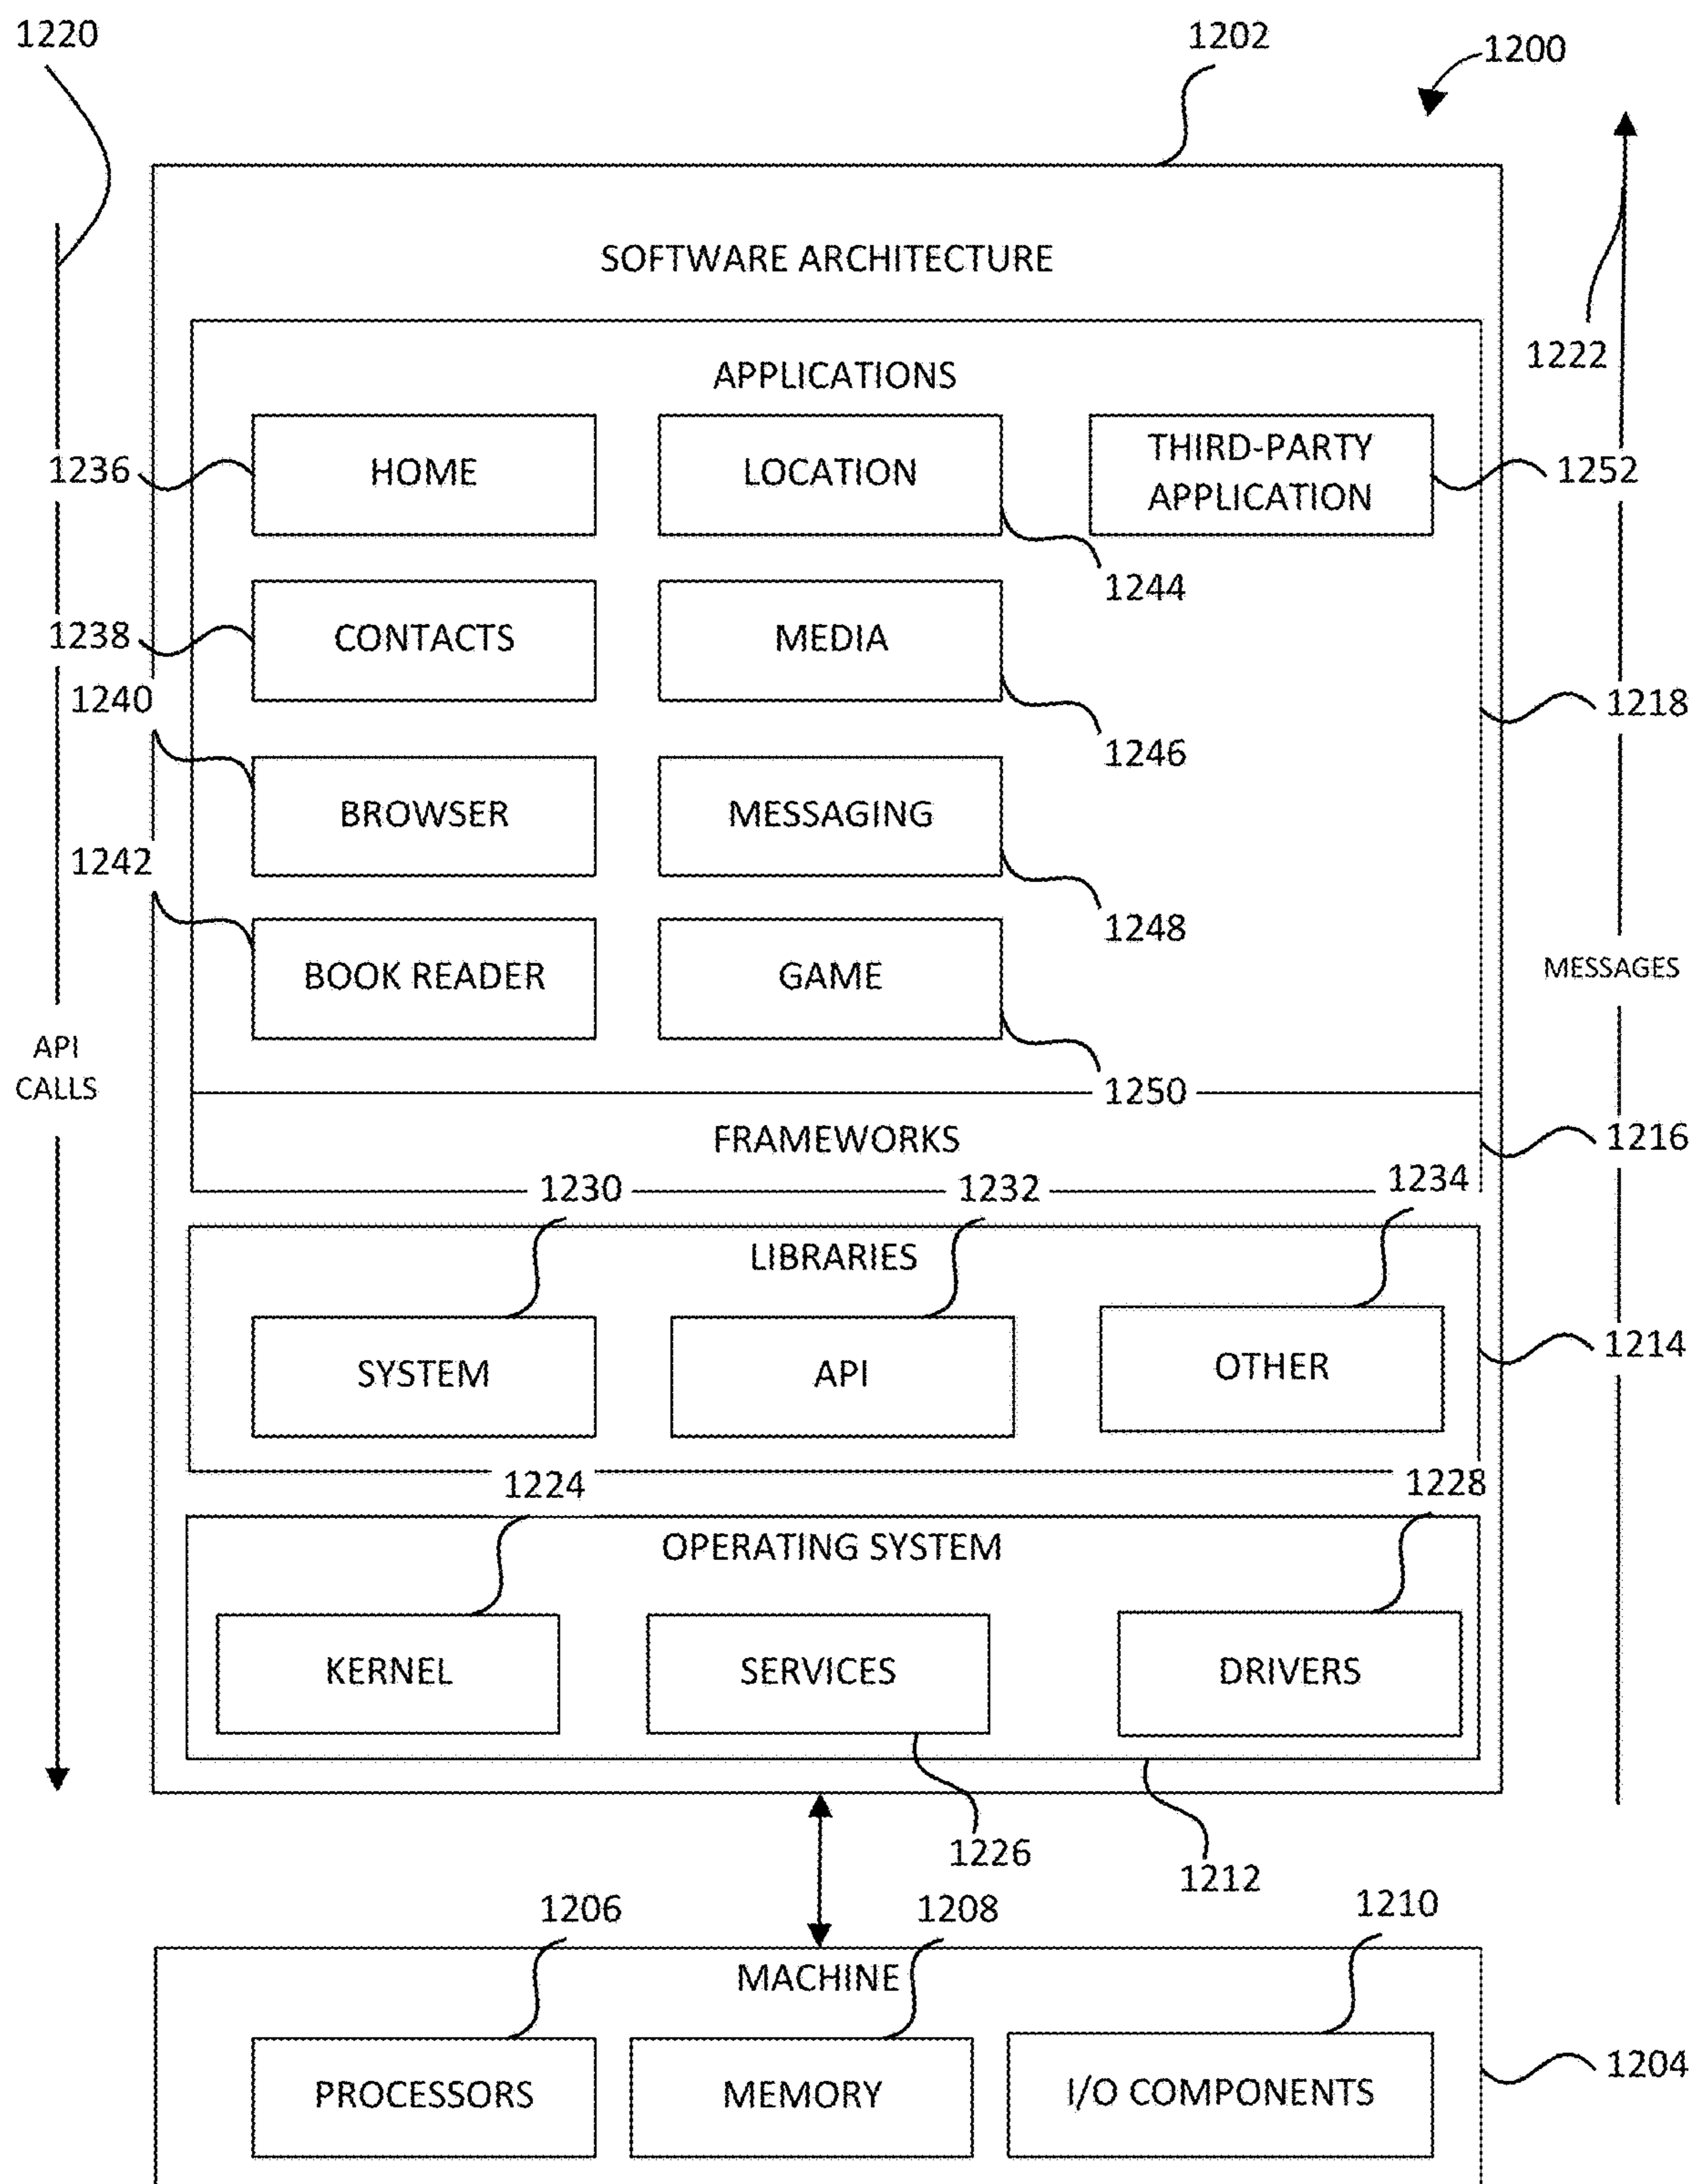 1220
1202
1200
SOFTWARE ARCHITECTURE
1222
APPLICATIONS
1236
HOME
LOCATION
THIRD-PARTY
APPLICATION
1252
1244
1238
CONTACTS
MEDIA
1240
1218
1246
BROWSER
MESSAGING
1242
1248
BOOK READER
GAME
MESSAGES
API
CALLS
1250
FRAMEWORKS
1216
1230
1232
1234
LIBRARIES
SYSTEM
API
OTHER
1214
1224
1228
OPERATING SYSTEM
KERNEL
SERVICES
DRIVERS
1226
1212
1206
1208
1210
MACHINE
PROCESSORS
MEMORY
I/O COMPONENTS
1204